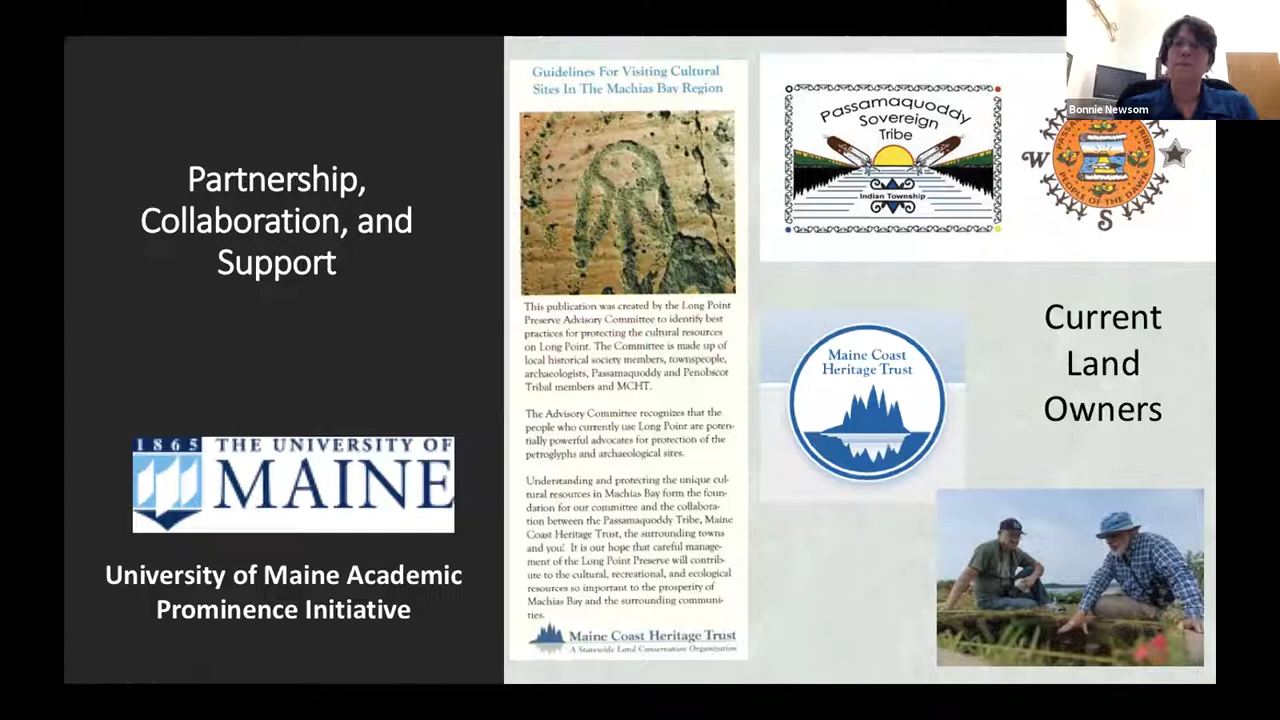 Partnership,
Collaboration, and
Support
1865 THE UNIVERSITY OF
MAINE
University of Maine Academic
Prominence Initiative
Guidelines For Visiting Cultural
Sites In The Machias Bay Region
This publication was created by the Long Point
Preserve Advisory Committee to identify best
practices for protecting the cultural resources
on Long Point. The Committee is made up of
local historical society members, townspeople,
archaeologists, Passamaquoddy and Penobscot
Tribal members and MCHT.
The Advisory Committee recognizes that the
people who currently use Long Point are poten-
tially powerful advocates for protection of the
petroglyphs and archaeological sites.
Understanding and protecting the unique cul-
tural resources in Machias Bay form the foun-
dation for our committee and the collabora-
tion between the Passamaquoddy Tribe, Maine
Coast Heritage Trust, the surrounding towns
and you! It is our hope that careful manage-
ment of the Long Point Preserve will contrib-
ute to the cultural, recreational, and ecological
resources so important to the prosperity of
Machias Bay and the surrounding communi-
ties.
Maine Coast Heritage Trust
A Statewide Land Conservation Organization
Passamaquoddy
Sovereign
Tribe
Indian Township
W
S
TRIBE
PEOPLE OF THE DAWN
Bonnie Newsom
Maine Coast
Heritage Trust
Current
Land
Owners